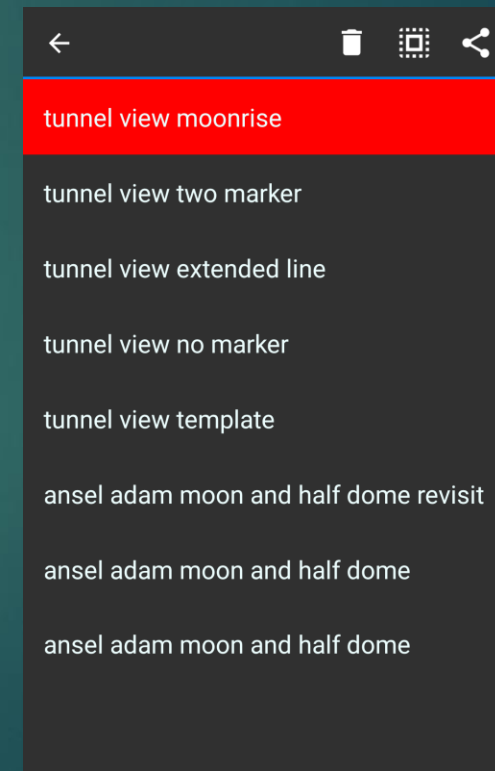 tunnel view moonrise
tunnel view two marker
tunnel view extended line
tunnel view no marker
tunnel view template
ansel adam moon and half dome revisit
ansel adam moon and half dome
ansel adam moon and half dome